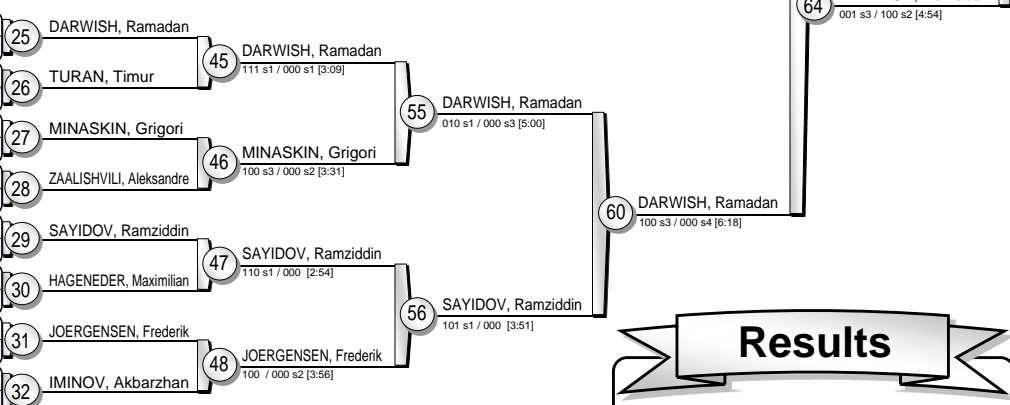 64
001 s3 / 100 s2 [4:54]
25
DARWISH, Ramadan
45
DARWISH, Ramadan
111 s1 / 000 s1 [3:09]
26
TURAN, Timur
55
DARWISH, Ramadan
010 s1 / 000 s3 [5:00]
27
MINASKIN, Grigori
46
MINASKIN, Grigori
100 s3 / 000 s2 [3:31]
28
ZAALISHVILI, Aleksandre
60
DARWISH, Ramadan
100 s3 / 000 s4 [6:18]
29
SAYIDOV, Ramziddin
47
SAYIDOV, Ramziddin
110 s1 / 000 [2:54]
30
HAGENEDER, Maximilian
56
SAYIDOV, Ramziddin
101 s1 / 000 [3:51]
31
JOERGENSEN, Frederik
48
JOERGENSEN, Frederik
100 / 000 s2 [3:56]
32
IMINOV, Akbarzhan
Results